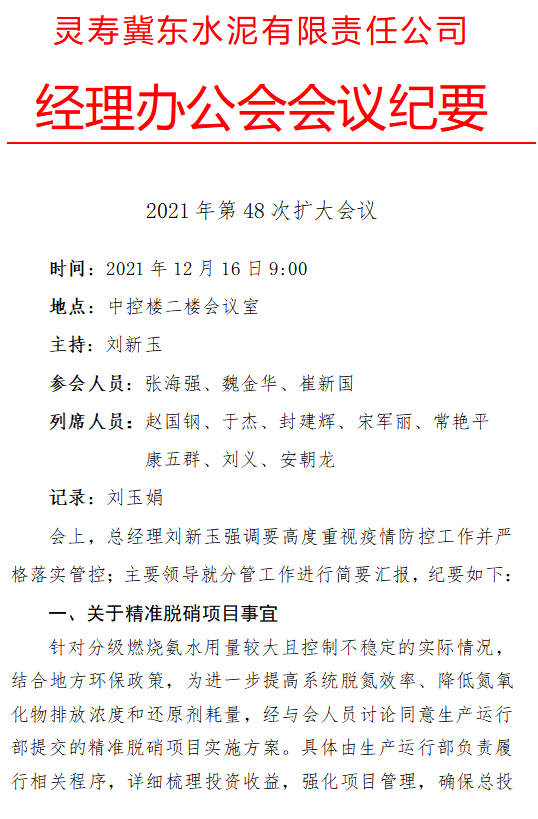 灵寿冀东水泥有限责任公司
经理办公会会议纪要
2021 年第 48 次扩大会议
时间：2021 年 12 月 16 日 9:00
地点：中控楼二楼会议室
主持：刘新玉
参会人员：张海强、魏金华、崔新国
列席人员：赵国钢、于杰、封建辉、宋军丽、常艳平
康五群、刘义、安朝龙
记录：刘玉娟
会上，总经理刘新玉强调要高度重视疫情防控工作并严
格落实管控；主要领导就分管工作进行简要汇报，纪要如下：
一、关于精准脱硝项目事宜
针对分级燃烧氨水用量较大且控制不稳定的实际情况，
结合地方环保政策，为进一步提高系统脱氮效率、降低氮氧
化物排放浓度和还原剂耗量，经与会人员讨论同意生产运行
部提交的精准脱硝项目实施方案。具体由生产运行部负责履
行相关程序，详细梳理投资收益，强化项目管理，确保总投